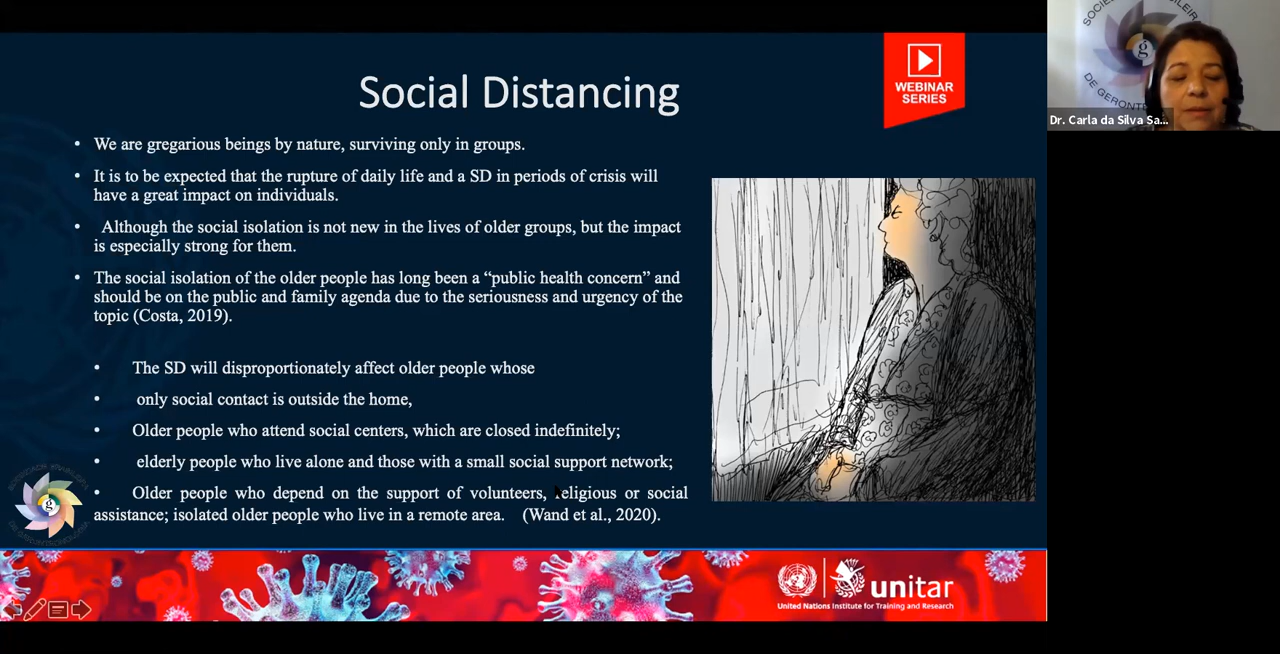 Social Distancing
WEBINAR
SERIES
• We are gregarious beings by nature, surviving only in groups.
• It is to be expected that the rupture of daily life and a SD in periods of crisis will
have a great impact on individuals.
• Although the social isolation is not new in the lives of older groups, but the impact
is especially strong for them.
• The social isolation of the older people has long been a “public health concern” and
should be on the public and family agenda due to the seriousness and urgency of the
topic (Costa, 2019).
• The SD will disproportionately affect older people whose
• only social contact is outside the home,
• Older people who attend social centers, which are closed indefinitely;
• elderly people who live alone and those with a small social support network;
• Older people who depend on the support of volunteers, religious or social
assistance; isolated older people who live in a remote area. (Wand et al., 2020).
g
unitar
United Nations Institute for Training and Research
g
DE GERONT
Dr. Carla da Silva Sa...